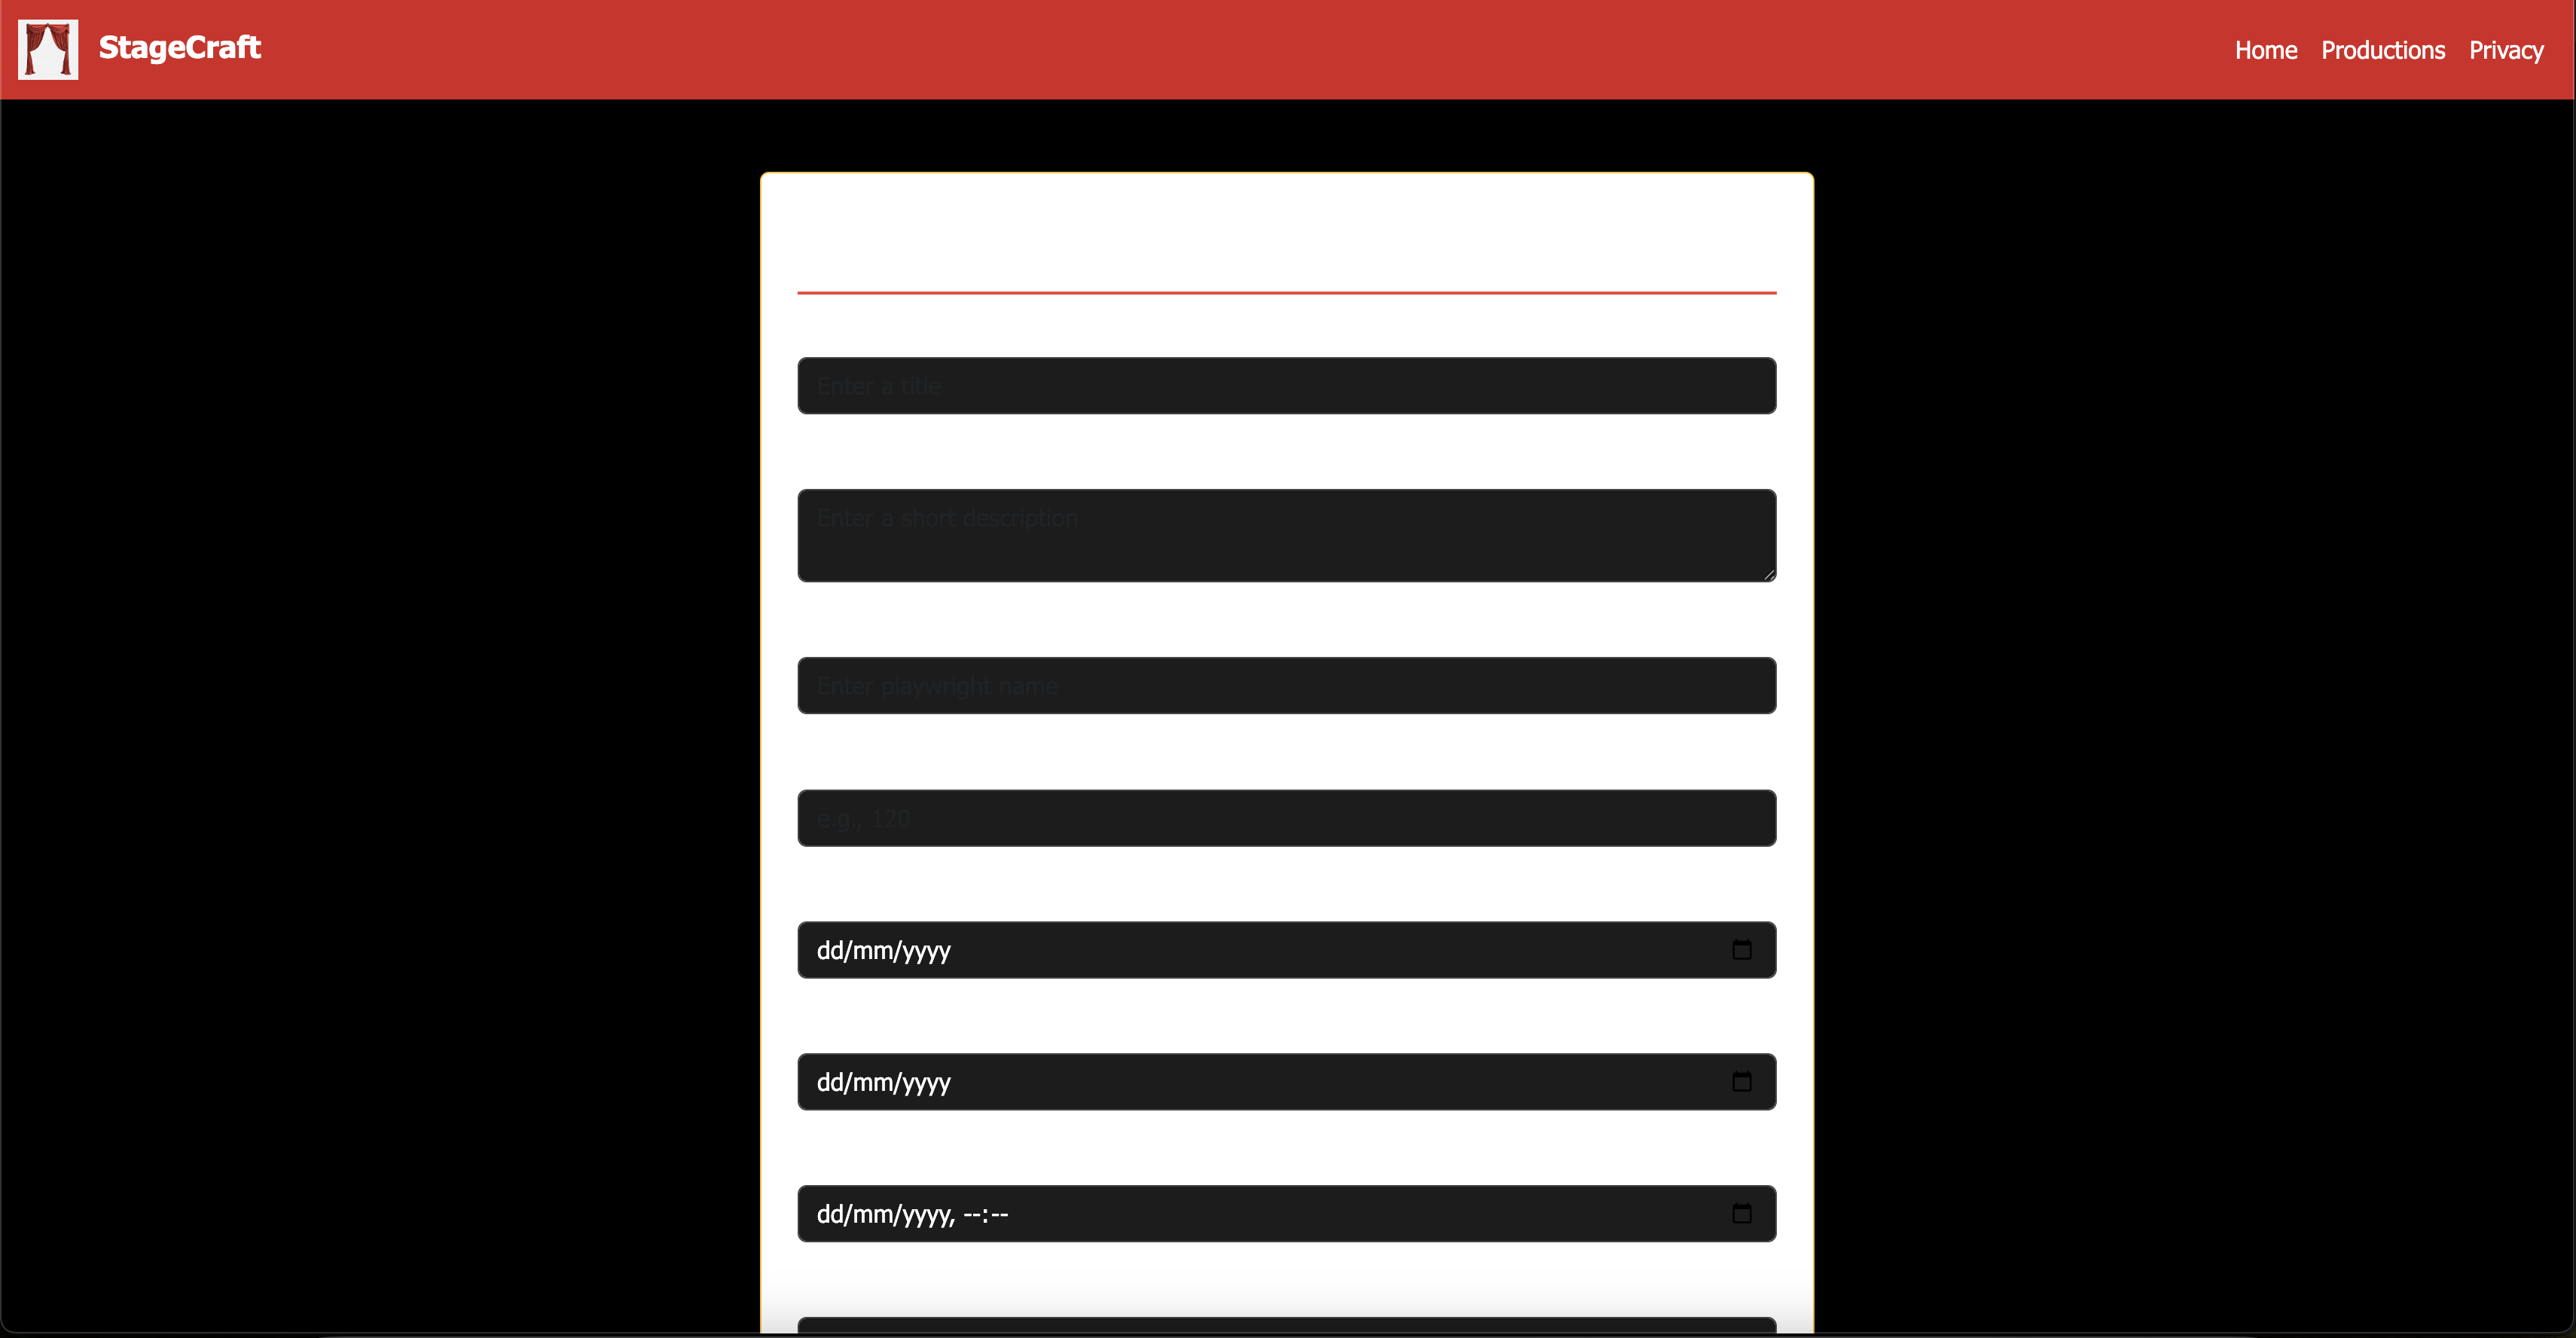 StageCraft
Home Productions Privacy
Enter a title
Enter a short description
Enter playwright name
e.g., 120
dd/mm/yyyy
dd/mm/yyyy
dd/mm/yyyy, --:--